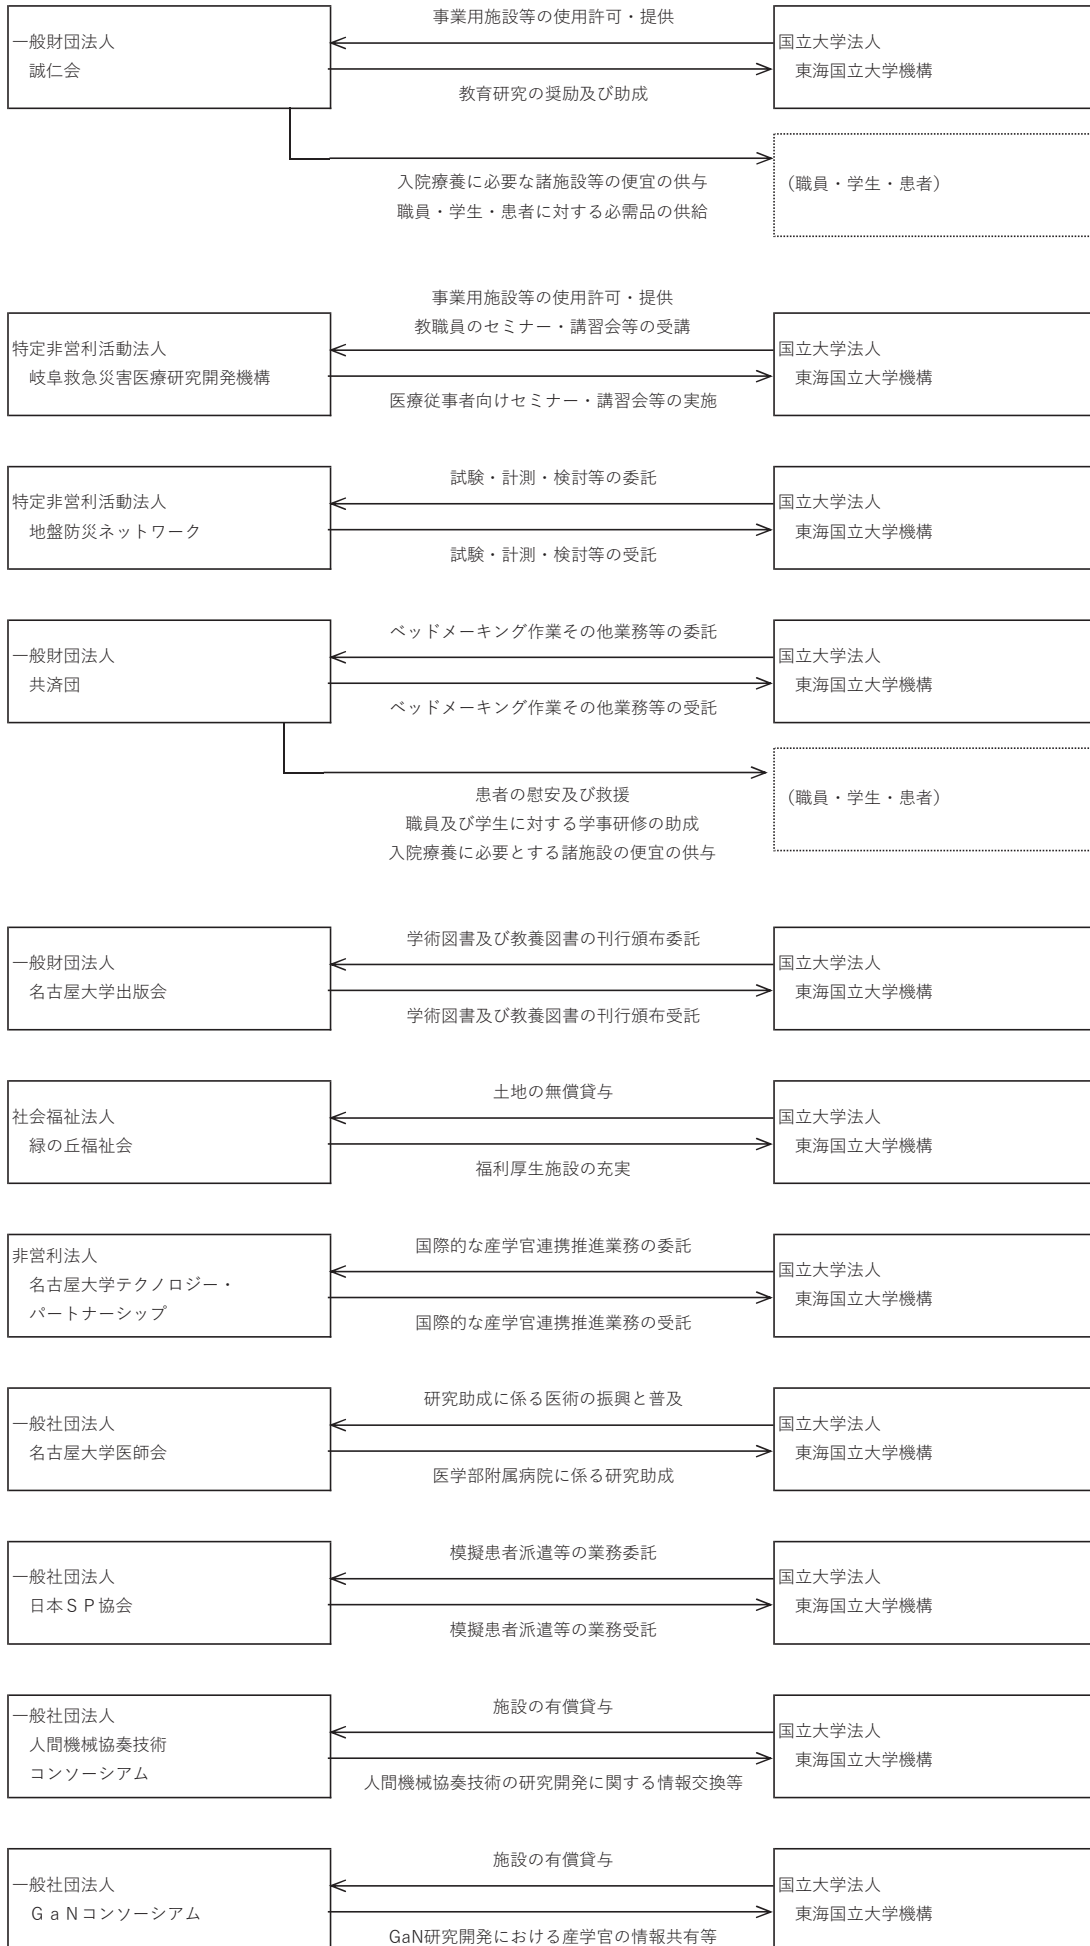 事業用施設等の使用許可・提供
一般財団法人
誠仁会
国立大学法人
東海国立大学機構
教育研究の奨励及び助成
入院療養に必要な諸施設等の便宜の供与
職員・学生・患者に対する必需品の供給
（職員・学生・患者）
事業用施設等の使用許可・提供
教職員のセミナー・講習会等の受講
特定非営利活動法人
岐阜救急災害医療研究開発機構
国立大学法人
東海国立大学機構
医療従事者向けセミナー・講習会等の実施
試験・計測・検討等の委託
特定非営利活動法人
地盤防災ネットワーク
国立大学法人
東海国立大学機構
試験・計測・検討等の受託
ベッドメーキング作業その他業務等の委託
一般財団法人
共済団
国立大学法人
東海国立大学機構
ベッドメーキング作業その他業務等の受託
患者の慰安及び救援
職員及び学生に対する学事研修の助成
入院療養に必要とする諸施設の便宜の供与
（職員・学生・患者）
学術図書及び教養図書の刊行頒布委託
一般財団法人
名古屋大学出版会
国立大学法人
東海国立大学機構
学術図書及び教養図書の刊行頒布受託
土地の無償貸与
社会福祉法人
緑の丘福祉会
国立大学法人
東海国立大学機構
福利厚生施設の充実
国際的な産学官連携推進業務の委託
非営利法人
名古屋大学テクノロジー・
パートナーシップ
国立大学法人
東海国立大学機構
国際的な産学官連携推進業務の受託
研究助成に係る医術の振興と普及
一般社団法人
名古屋大学医師会
国立大学法人
東海国立大学機構
医学部附属病院に係る研究助成
模擬患者派遣等の業務委託
一般社団法人
日本ＳＰ協会
国立大学法人
東海国立大学機構
模擬患者派遣等の業務受託
施設の有償貸与
一般社団法人
人間機械協奏技術
コンソーシアム
国立大学法人
東海国立大学機構
人間機械協奏技術の研究開発に関する情報交換等
施設の有償貸与
一般社団法人
ＧａＮコンソーシアム
国立大学法人
東海国立大学機構
GaN研究開発における産学官の情報共有等